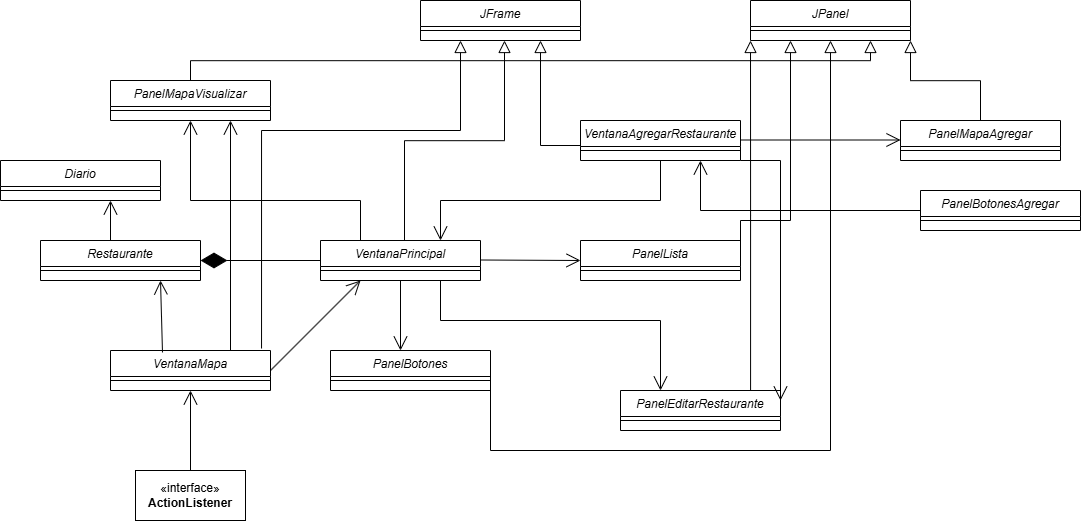 JFrame
JPanel
PanelMapaVisualizar
VentanaAgregarRestaurante
PanelMapaAgregar
Diario
PanelBotonesAgregar
Restaurante
VentanaPrincipal
PanelLista
VentanaMapa
PanelBotones
PanelEditarRestaurante
«interface»
ActionListener